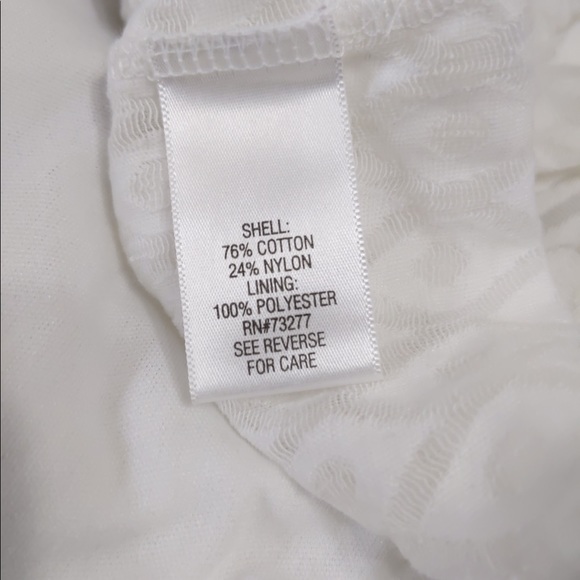 SHELL:
76% COTTON
24% NYLON
LINING:
100% POLYESTER
RN#73277
SEE REVERSE
FOR CARE